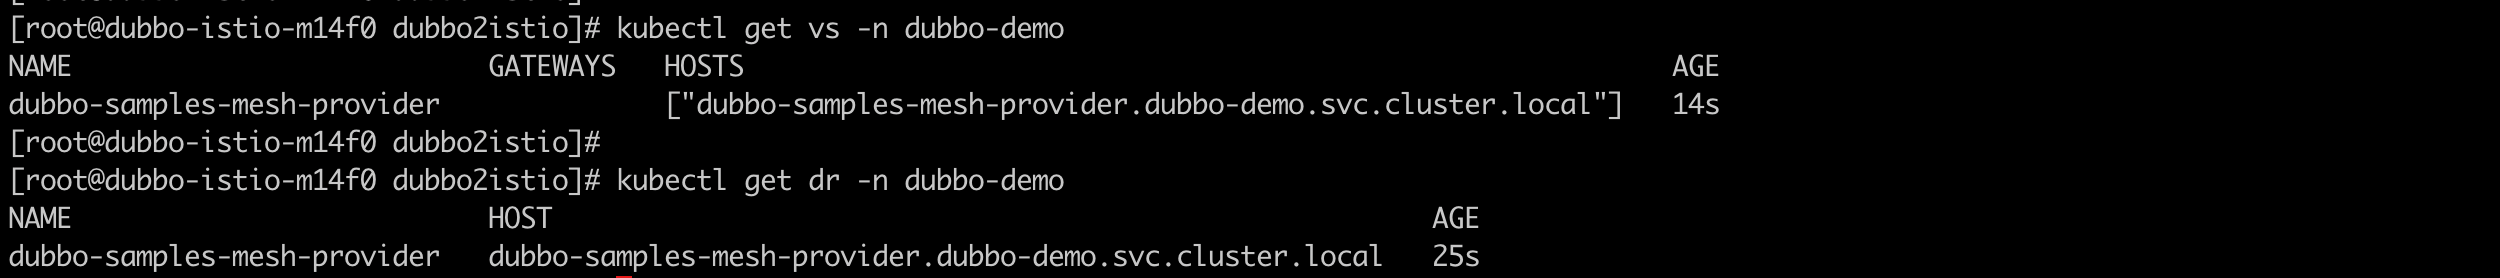 [root@dubbo-istio-m14f0 dubbo2istio]# kubectl get vs -n dubbo-demo
NAME                          GATEWAYS   HOSTS                                                          AGE
dubbo-samples-mesh-provider              ["dubbo-samples-mesh-provider.dubbo-demo.svc.cluster.local"]   14s
[root@dubbo-istio-m14f0 dubbo2istio]#
[root@dubbo-istio-m14f0 dubbo2istio]# kubectl get dr -n dubbo-demo
NAME                          HOST                                                       AGE
dubbo-samples-mesh-provider   dubbo-samples-mesh-provider.dubbo-demo.svc.cluster.local   25s